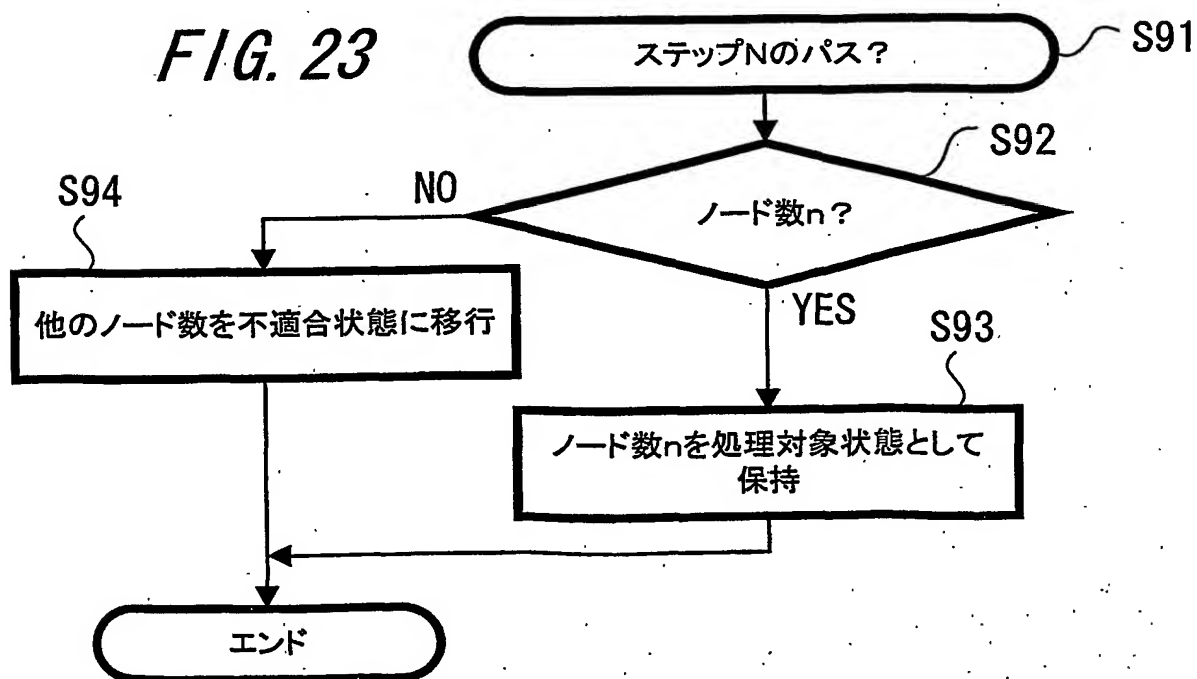 FIG. 23
ステップNのパス?
S91
S92
ノード数n?
NO
S94
他のノード数を不適合状態に移行
YES
S93
ノード数nを処理対象状態として
保持
エンド